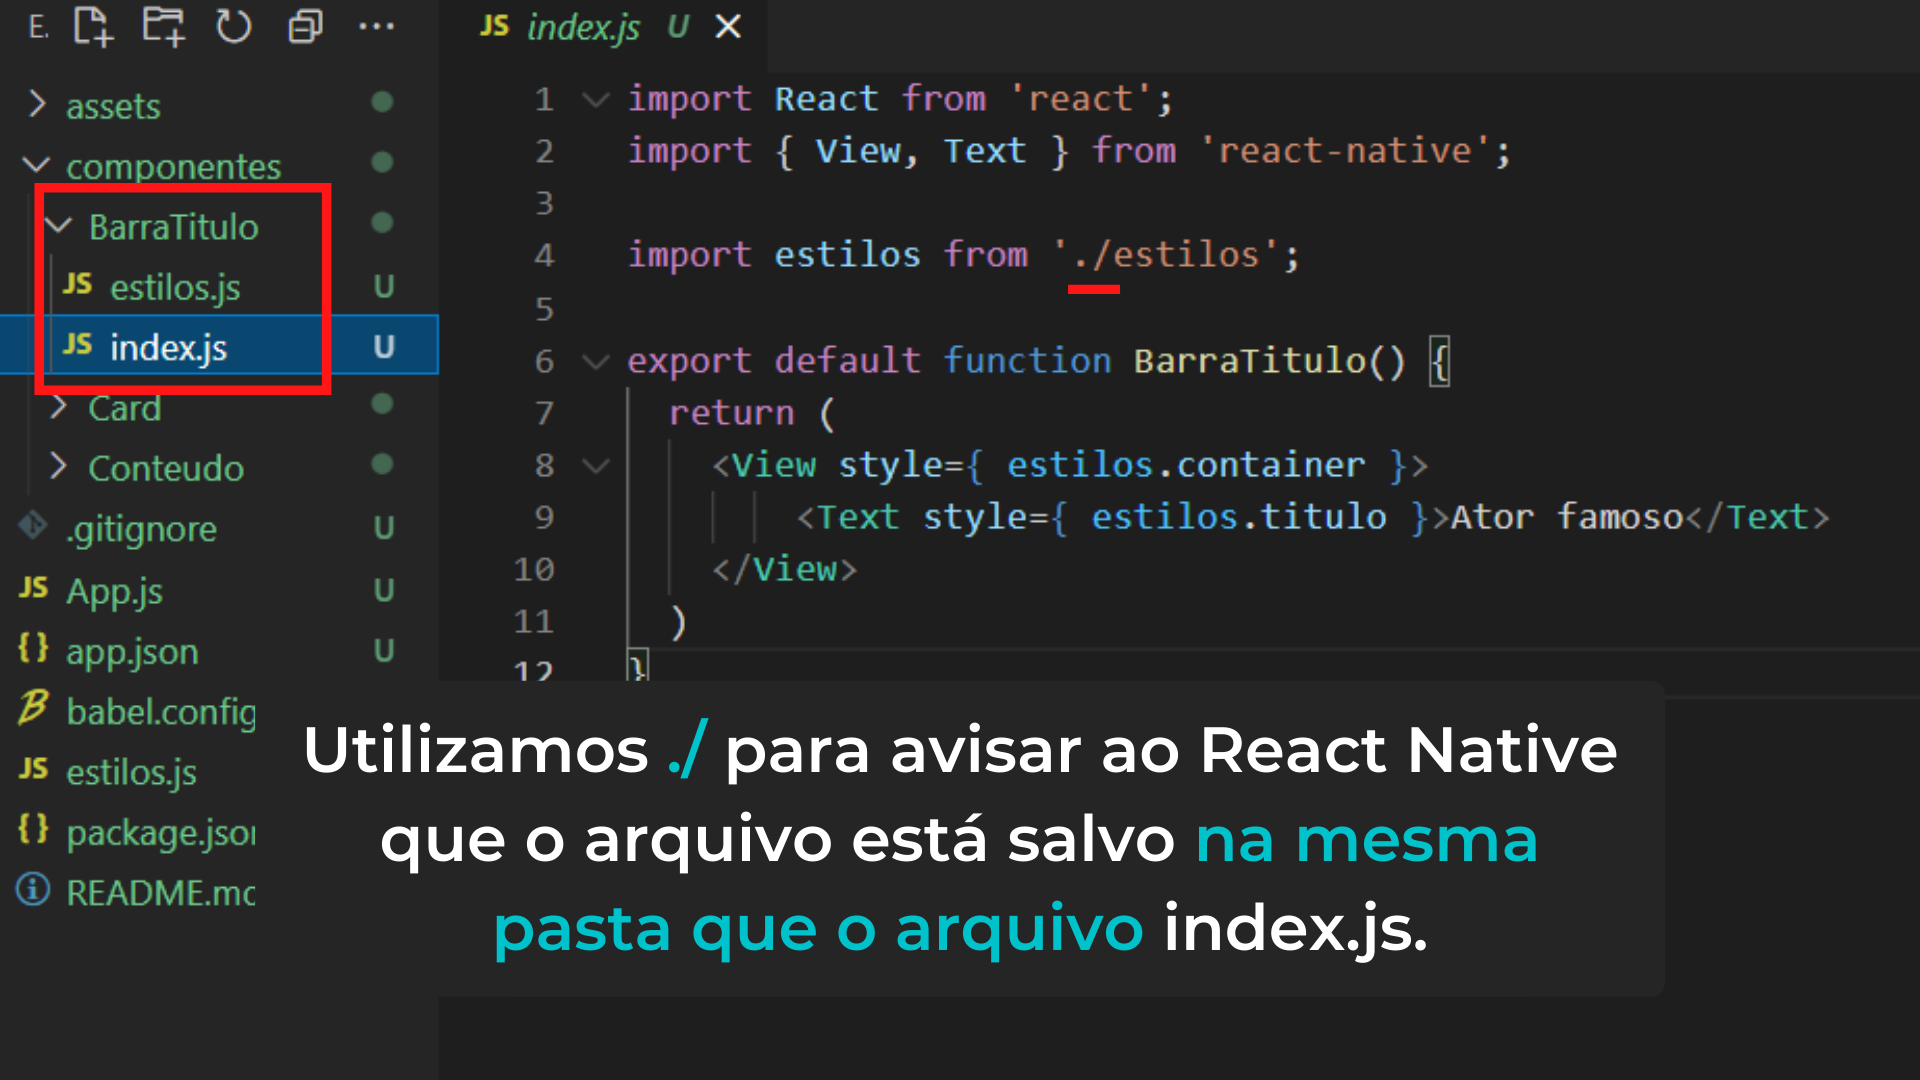 E.
JS index.js U
assets
componentes
BarraTitulo
JS estilos.js U
JS index.js U
Card
Conteudo
.gitignore U
JS App.js U
{} app.json U
babel.config
JS estilos.js
{} package.jsor
README.mc
1 import React from 'react';
2 import { View, Text } from 'react-native';
3
4 import estilos from './estilos';
5
6 export default function BarraTitulo() {
7 return (
8 <View style={ estilos.container }>
9 <Text style={ estilos.titulo }>Ator famoso</Text>
10 </View>
11 )
12 }
Utilizamos ./ para avisar ao React Native
que o arquivo está salvo na mesma
pasta que o arquivo index.js.